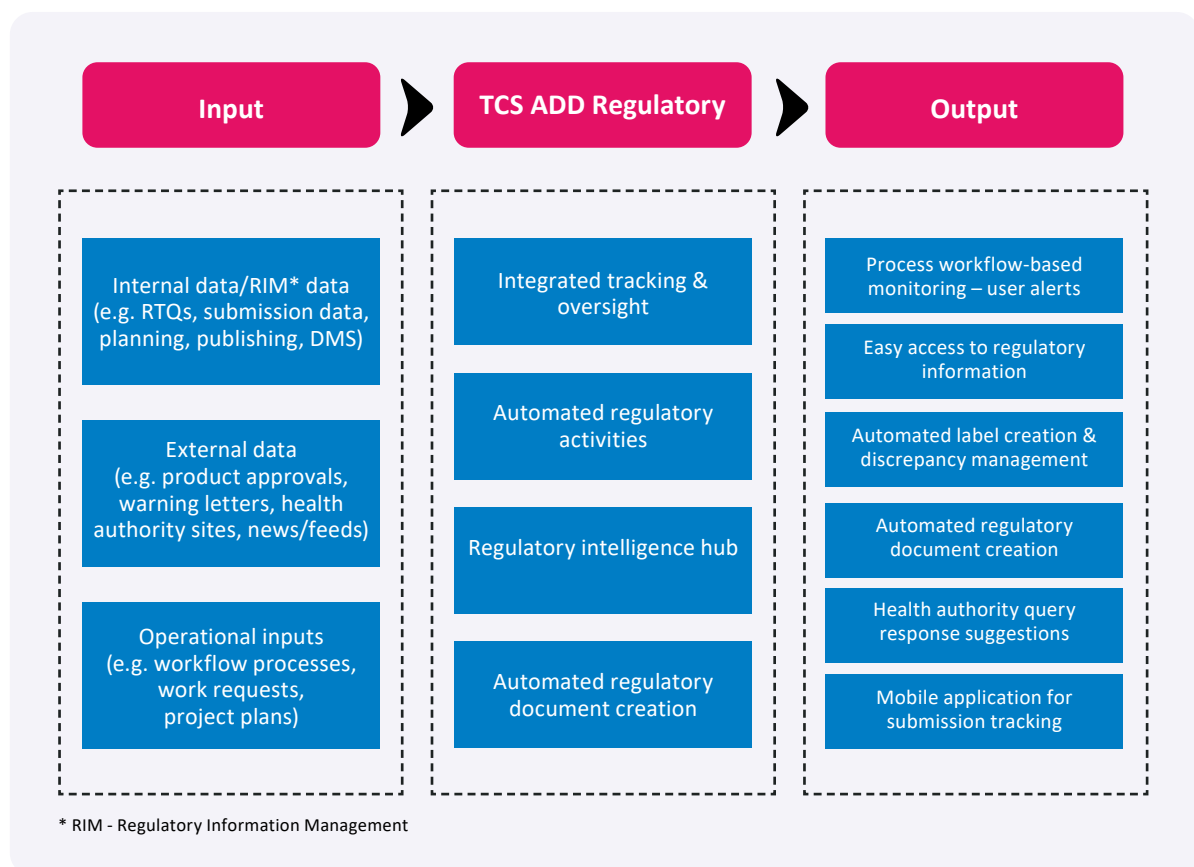 Input
TCS ADD Regulatory
Output
Internal data/RIM* data
(e.g. RTQs, submission data,
planning, publishing, DMS)
External data
(e.g. product approvals,
warning letters, health
authority sites, news/feeds)
Operational inputs
(e.g. workflow processes,
work requests,
project plans)
Integrated tracking &
oversight
Automated regulatory
activities
Regulatory intelligence hub
Automated regulatory
document creation
Process workflow-based
monitoring – user alerts
Easy access to regulatory
information
Automated label creation &
discrepancy management
Automated regulatory
document creation
Health authority query
response suggestions
Mobile application for
submission tracking
* RIM - Regulatory Information Management